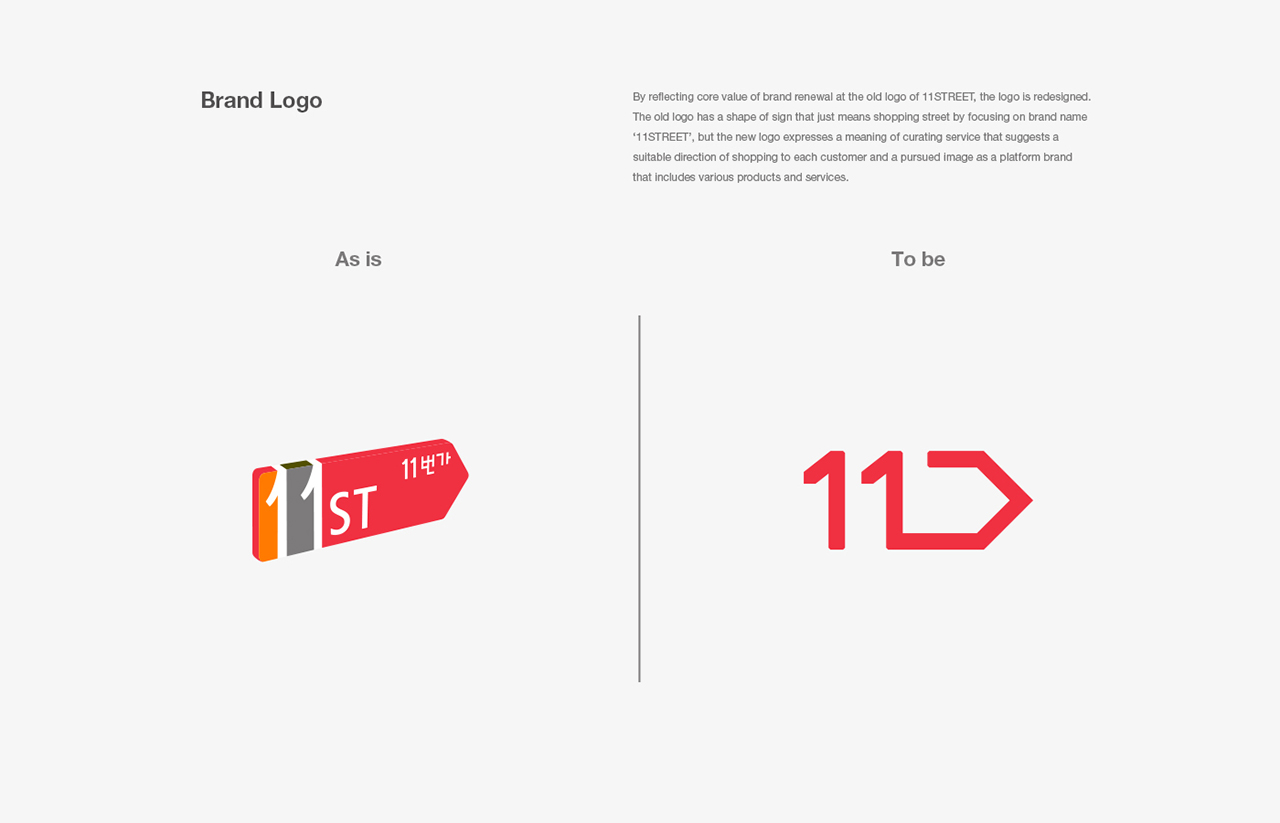 Brand Logo
By reflecting core value of brand renewal at the old logo of 11STREET, the logo is redesigned.
The old logo has a shape of sign that just means shopping street by focusing on brand name
‘11STREET’, but the new logo expresses a meaning of curating service that suggests a
suitable direction of shopping to each customer and a pursued image as a platform brand
that includes various products and services.
As is
To be
11번가
11ST
11